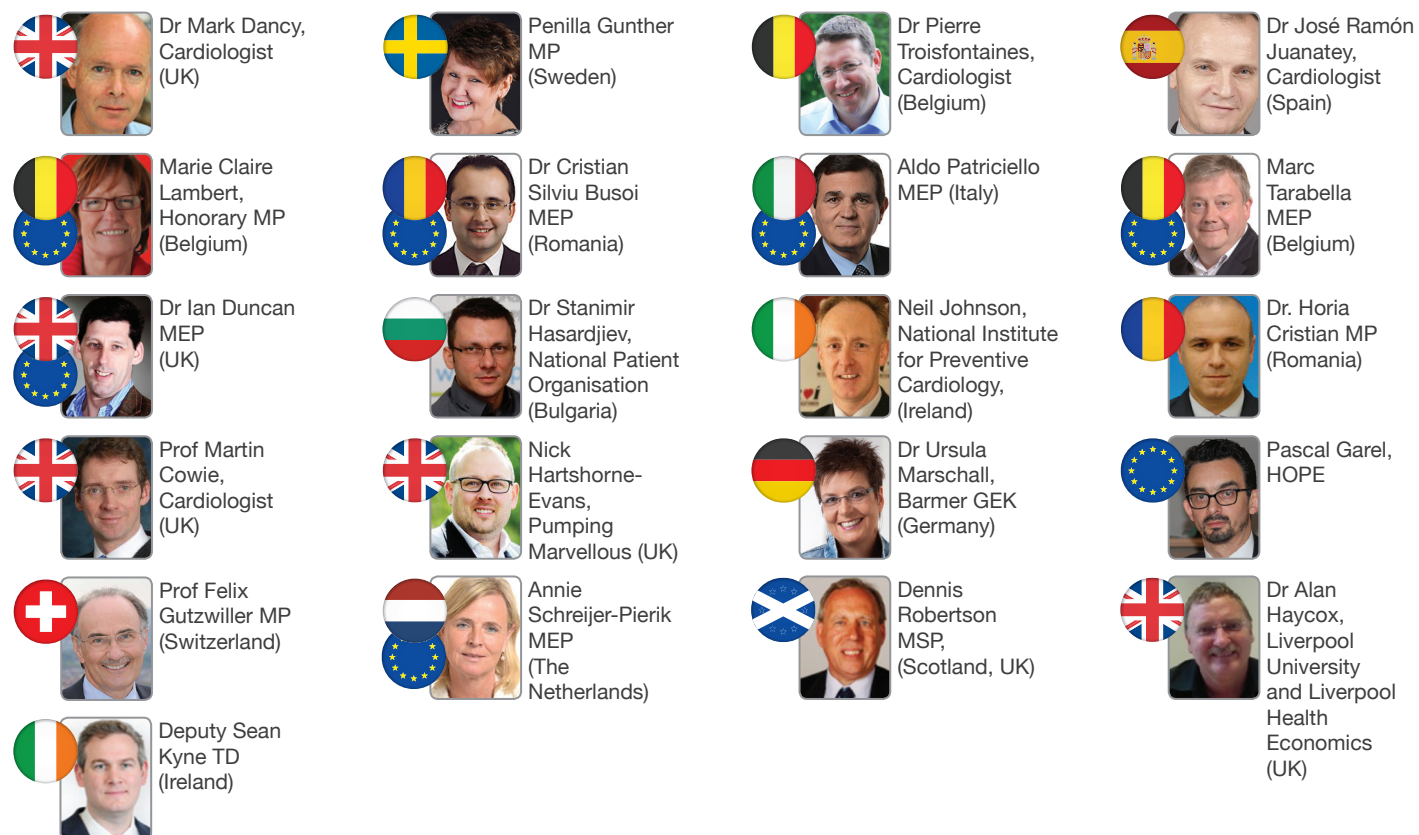 Dr Mark Dancy,
Cardiologist
(UK)
Penilla Gunther
MP
(Sweden)
Dr Pierre
Troisfontaines,
Cardiologist
(Belgium)
Dr José Ramón
Juanatey,
Cardiologist
(Spain)
Marie Claire
Lambert,
Honorary MP
(Belgium)
Dr Cristian
Silviu Busoi
MEP
(Romania)
Aldo Patriciello
MEP (Italy)
Marc
Tarabella
MEP
(Belgium)
Dr Ian Duncan
MEP
(UK)
Dr Stanimir
Hasardjiev,
National Patient
Organisation
(Bulgaria)
Neil Johnson,
National Institute
for Preventive
Cardiology,
(Ireland)
Dr. Horia
Cristian MP
(Romania)
Prof Martin
Cowie,
Cardiologist
(UK)
Nick
Hartshorne-
Evans,
Pumping
Marvellous (UK)
Dr Ursula
Marschall,
Barmer GEK
(Germany)
Pascal Garel,
HOPE
Prof Felix
Gutzwiller MP
(Switzerland)
Annie
Schreijer-Pierik
MEP
(The
Netherlands)
Dennis
Robertson
MSP,
(Scotland, UK)
Dr Alan
Haycox,
Liverpool
University
and Liverpool
Health
Economics
(UK)
Deputy Sean
Kyne TD
(Ireland)